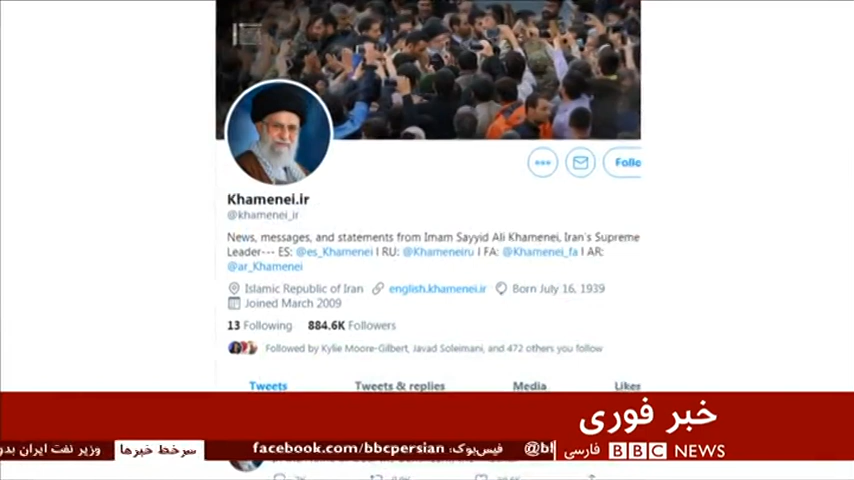 Follo
Khamenei.ir
@khamenei_ir
News, messages, and statements from Imam Sayyid Ali Khamenei, Iran's Supreme
Leader--- ES: @es_Khamenei I RU: @Khameneiru I FA: @Khamenei_fa I AR:
@ar_Khamenei
Islamic Republic of Iran english.khamenei.ir Born July 16, 1939
Joined March 2009
13 Following 884.6K Followers
Followed by Kylie Moore-Gilbert, Javad Soleimani, and 472 others you follow
Tweets Tweets & replies Media Likes
خبر فوری
فارسی BBC NEWS
@bl فیس‌بوک: facebook.com/bbcpersian
سرخط خبرها
وزیر نفت ایران بدو